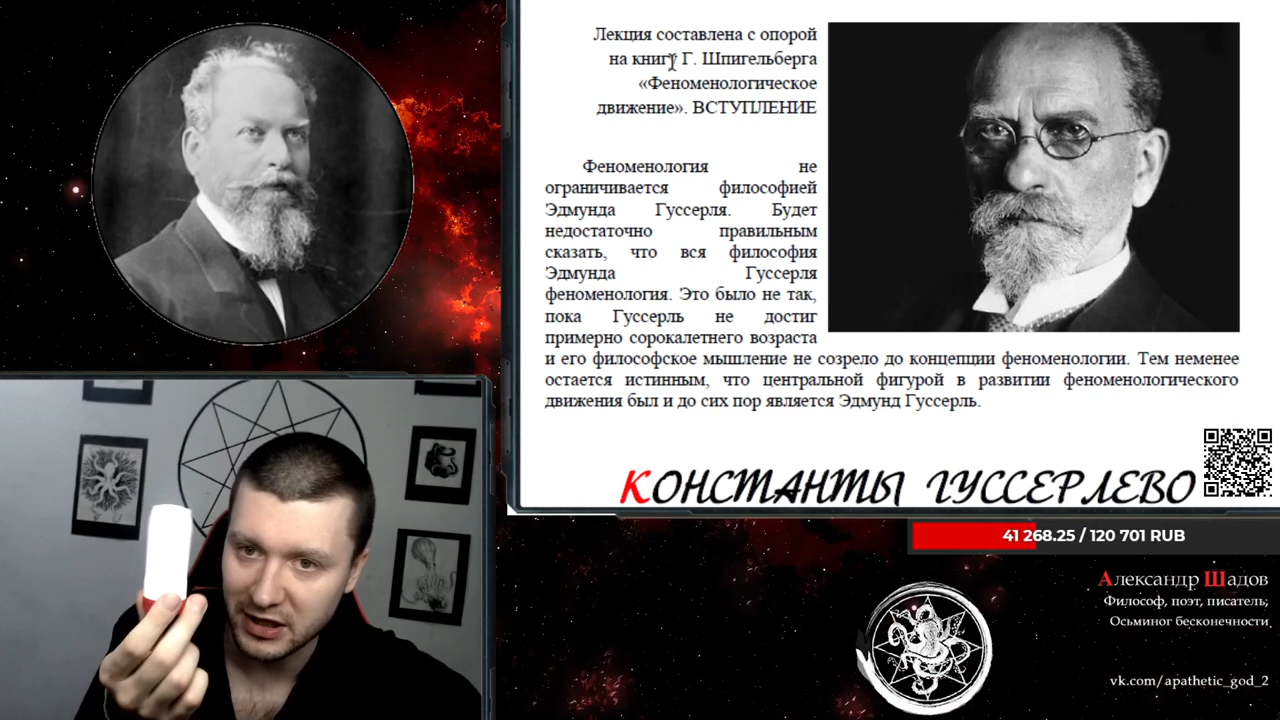 Лекция составлена с опорой
на книгу Г. Шпигельберга
«Феноменологическое
движение». ВСТУПЛЕНИЕ
Феноменология не
ограничивается философией
Эдмунда Гуссерля. Будет
недостаточно правильным
сказать, что вся философия
Эдмунда Гуссерля
феноменология. Это было не так,
пока Гуссерль не достиг
примерно сорокалетнего возраста
и его философское мышление не созрело до концепции феноменологии. Тем неменее
остается истинным, что центральной фигурой в развитии феноменологического
движения был и до сих пор является Эдмунд Гуссерль.
КОНСТАНТЫ ГУССЕРЛЕВО
41 268.25 / 120 701 RUB
Александр Шадов
Философ, поэт, писатель;
Осьминог бесконечности
vk.com/apathetic_god_2